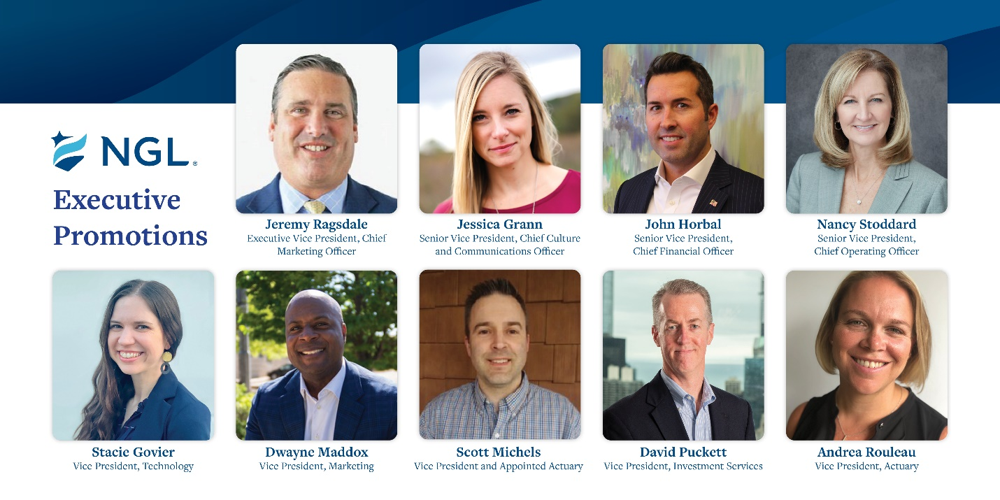 NGL®
Executive
Promotions
Jeremy Ragsdale
Executive Vice President, Chief
Marketing Officer
Jessica Grann
Senior Vice President, Chief Culture
and Communications Officer
John Horbal
Senior Vice President,
Chief Financial Officer
Nancy Stoddard
Senior Vice President,
Chief Operating Officer
Stacie Govier
Vice President, Technology
Dwayne Maddox
Vice President, Marketing
Scott Michels
Vice President and Appointed Actuary
David Puckett
Vice President, Investment Services
Andrea Rouleau
Vice President, Actuary